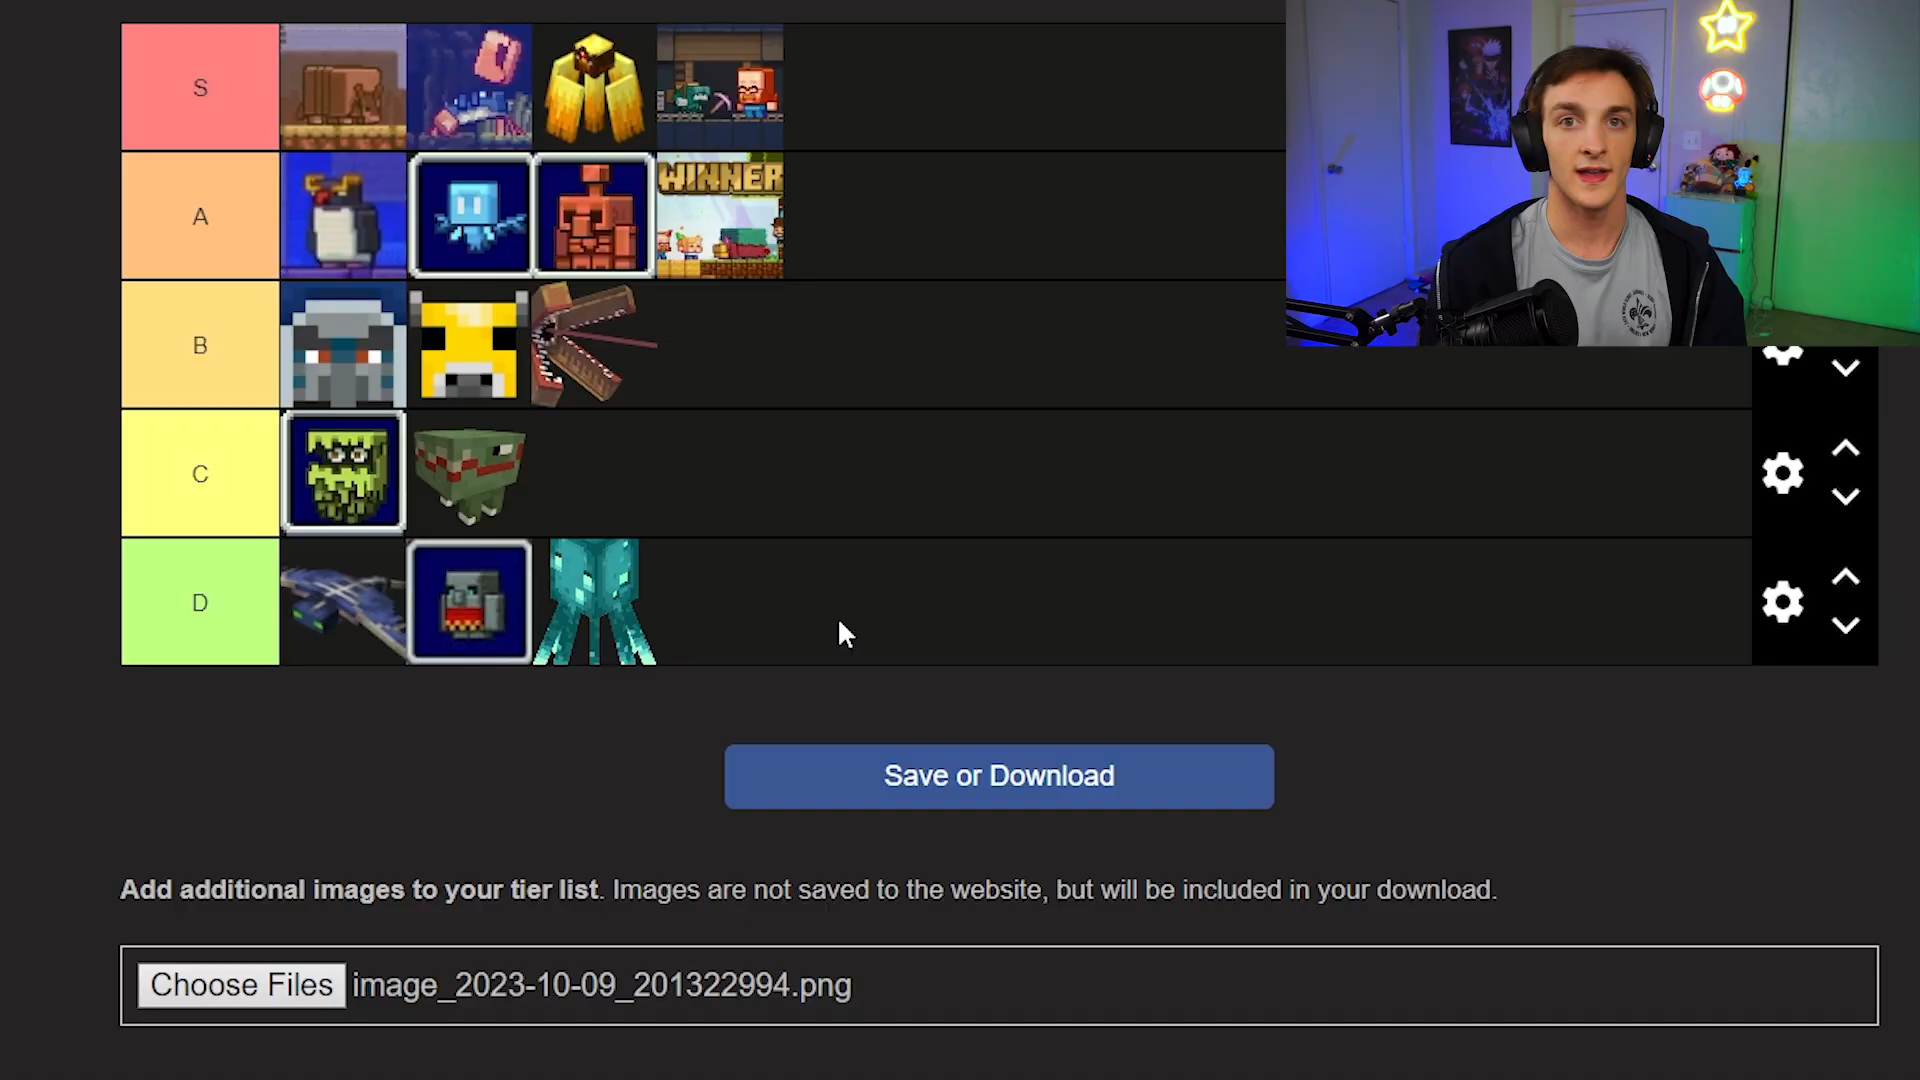 S
A
WINNER
B
C
D
Save or Download
Add additional images to your tier list. Images are not saved to the website, but will be included in your download.
Choose Files image_2023-10-09_201322994.png